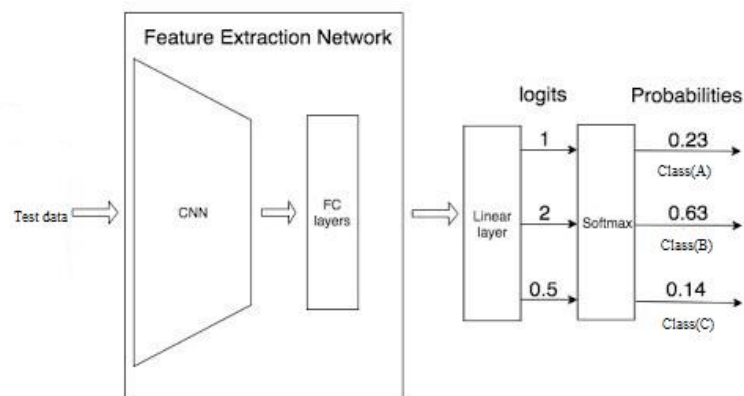 Feature Extraction Network
logits
Probabilities
1
0.23
Class(A)
Test data
CNN
FC
layers
Linear
layer
2
Softmax
0.63
Class(B)
0.5
0.14
Class(C)